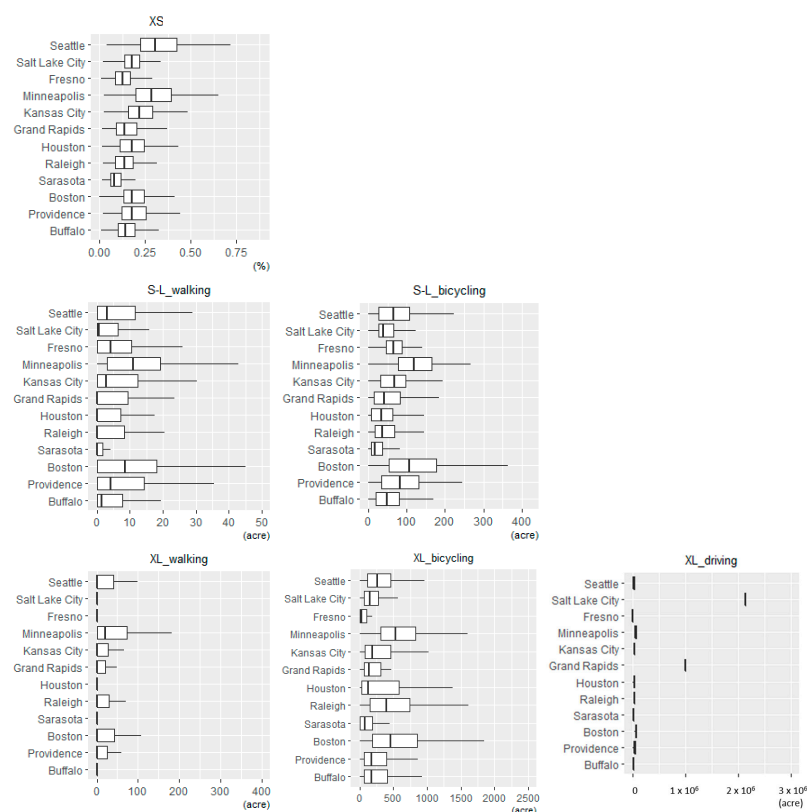 XS
Seattle
Salt Lake City
Fresno
Minneapolis
Kansas City
Grand Rapids
Houston
Raleigh
Sarasota
Boston
Providence
Buffalo
0.00 0.25 0.50 0.75
(%)
S-L_walking
Seattle
Salt Lake City
Fresno
Minneapolis
Kansas City
Grand Rapids
Houston
Raleigh
Sarasota
Boston
Providence
Buffalo
0 10 20 30 40 50
(acre)
S-L_bicycling
Seattle
Salt Lake City
Fresno
Minneapolis
Kansas City
Grand Rapids
Houston
Raleigh
Sarasota
Boston
Providence
Buffalo
0 100 200 300 400
(acre)
XL_walking
Seattle
Salt Lake City
Fresno
Minneapolis
Kansas City
Grand Rapids
Houston
Raleigh
Sarasota
Boston
Providence
Buffalo
0 100 200 300 400
(acre)
XL_bicycling
Seattle
Salt Lake City
Fresno
Minneapolis
Kansas City
Grand Rapids
Houston
Raleigh
Sarasota
Boston
Providence
Buffalo
0 500 1000 1500 2000 2500
(acre)
XL_driving
Seattle
Salt Lake City
Fresno
Minneapolis
Kansas City
Grand Rapids
Houston
Raleigh
Sarasota
Boston
Providence
Buffalo
0 1 x 10⁶ 2 x 10⁶ 3 x 10⁶
(acre)